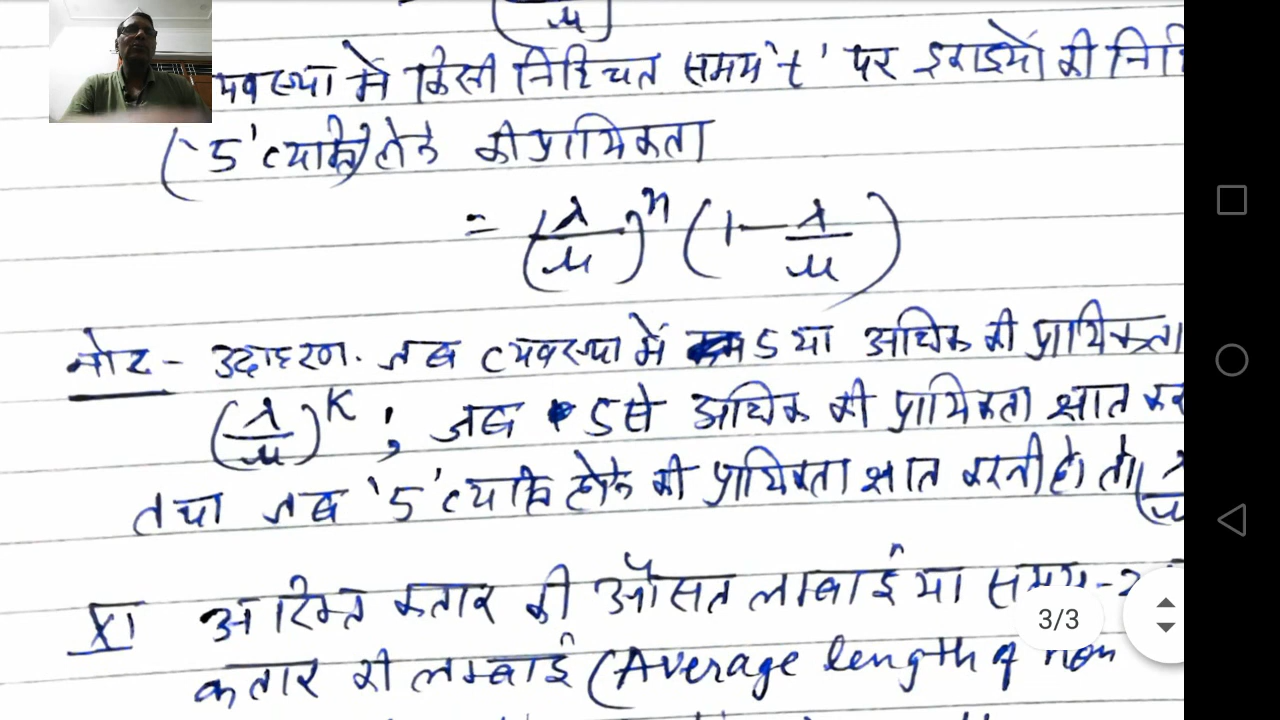 μ
व्यवस्था में किसी निश्चित समय 't' पर इकाइयों की निश्
('5' व्यक्ति) होने की प्रायिकता
= (λ/μ)^n (1 - λ/μ)
नोट - उदाहरण. जब व्यवस्था में 5 या अधिक की प्रायिकता
(λ/μ)^K ; जब 5 से अधिक की प्रायिकता ज्ञात कर
तथा जब '5' व्यक्ति होने की प्रायिकता ज्ञात करनी हो तो (λ/μ
XI अरिक्त कतार की औसत लम्बाई या समय-
3/3
कतार की लम्बाई (Average length of non